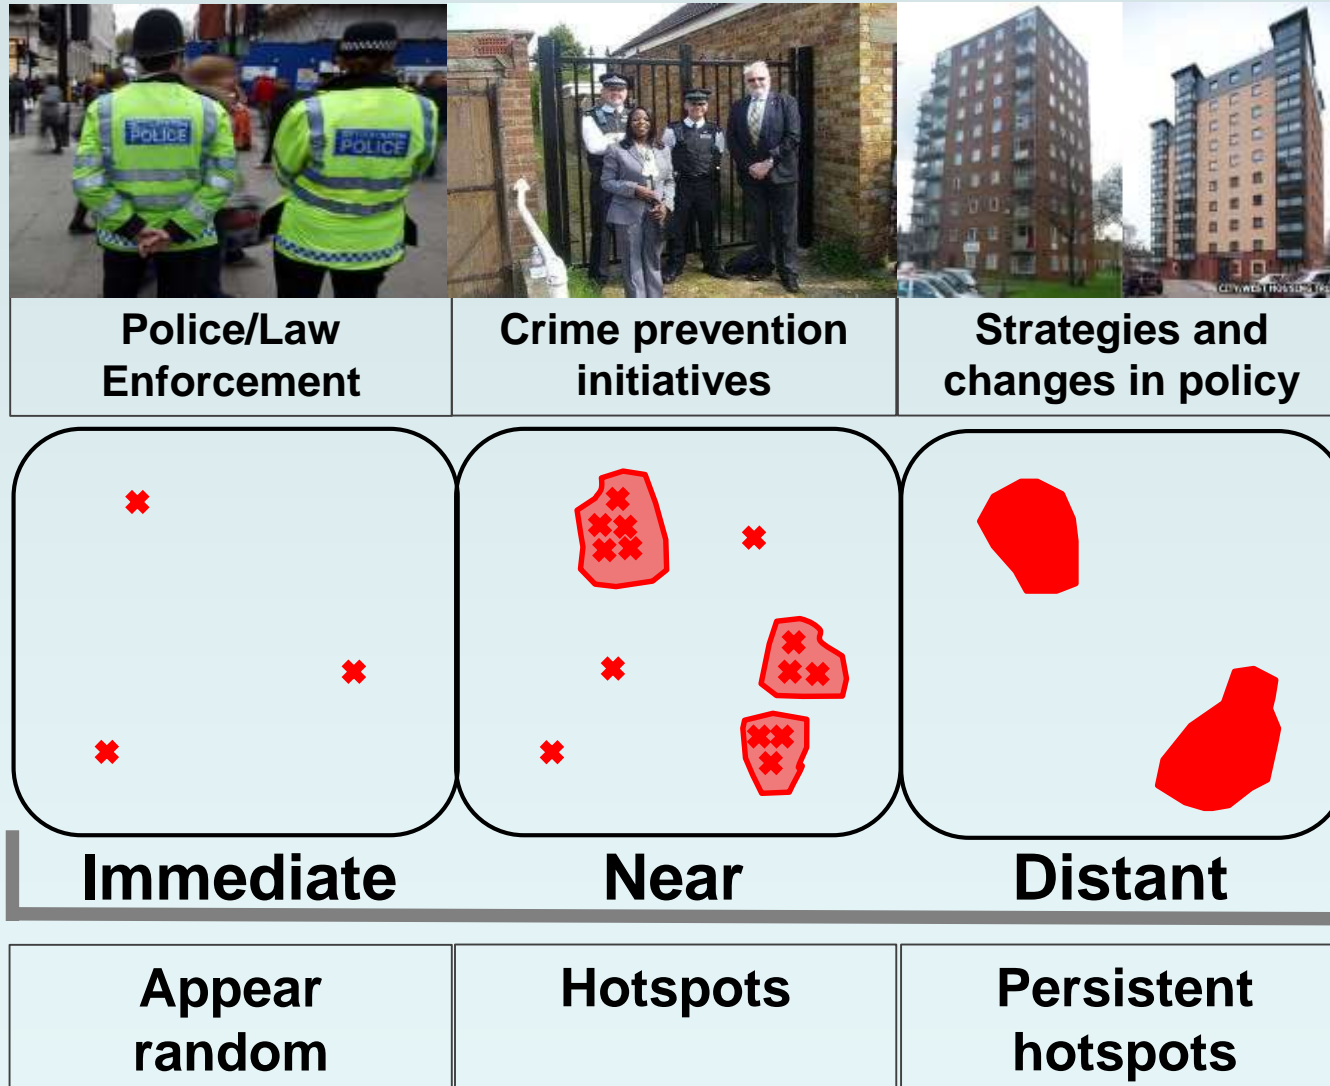 POLICE
POLICE
Police/Law
Enforcement
Crime prevention
initiatives
Strategies and
changes in policy
Immediate
Near
Distant
Appear
random
Hotspots
Persistent
hotspots